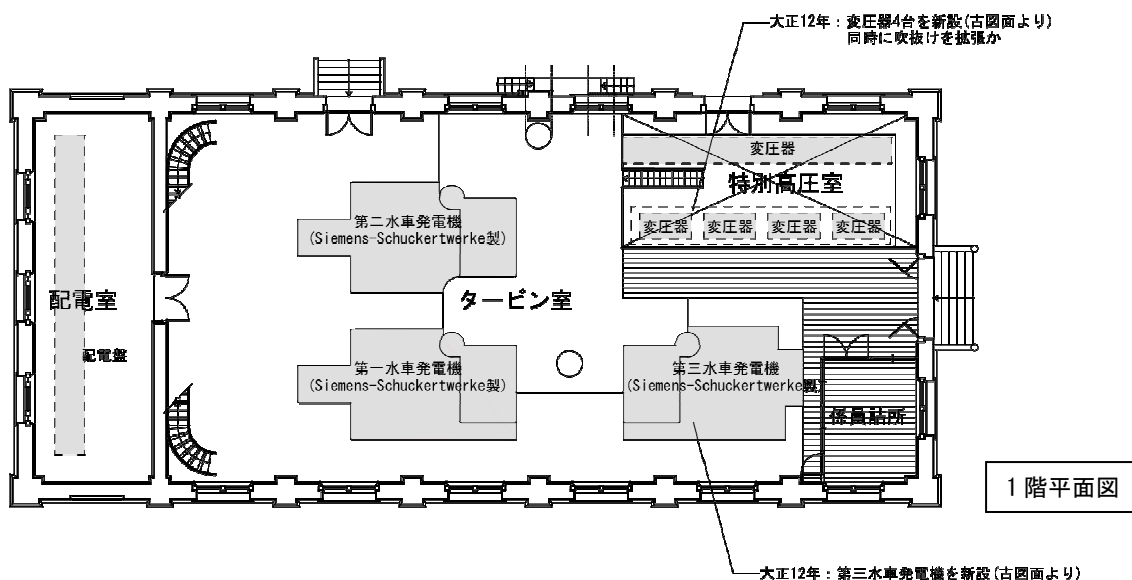 大正12年：変圧器4台を新設(古図面より)
同時に吹抜けを拡張か
変圧器
特別高圧室
変圧器 変圧器 変圧器 変圧器
第二水車発電機
(Siemens-Schuckertwerke製)
配電室
タービン室
配電盤
第一水車発電機
(Siemens-Schuckertwerke製)
第三水車発電機
(Siemens-Schuckertwerke製)
係員詰所
1階平面図
大正12年：第三水車発電機を新設(古図面より)